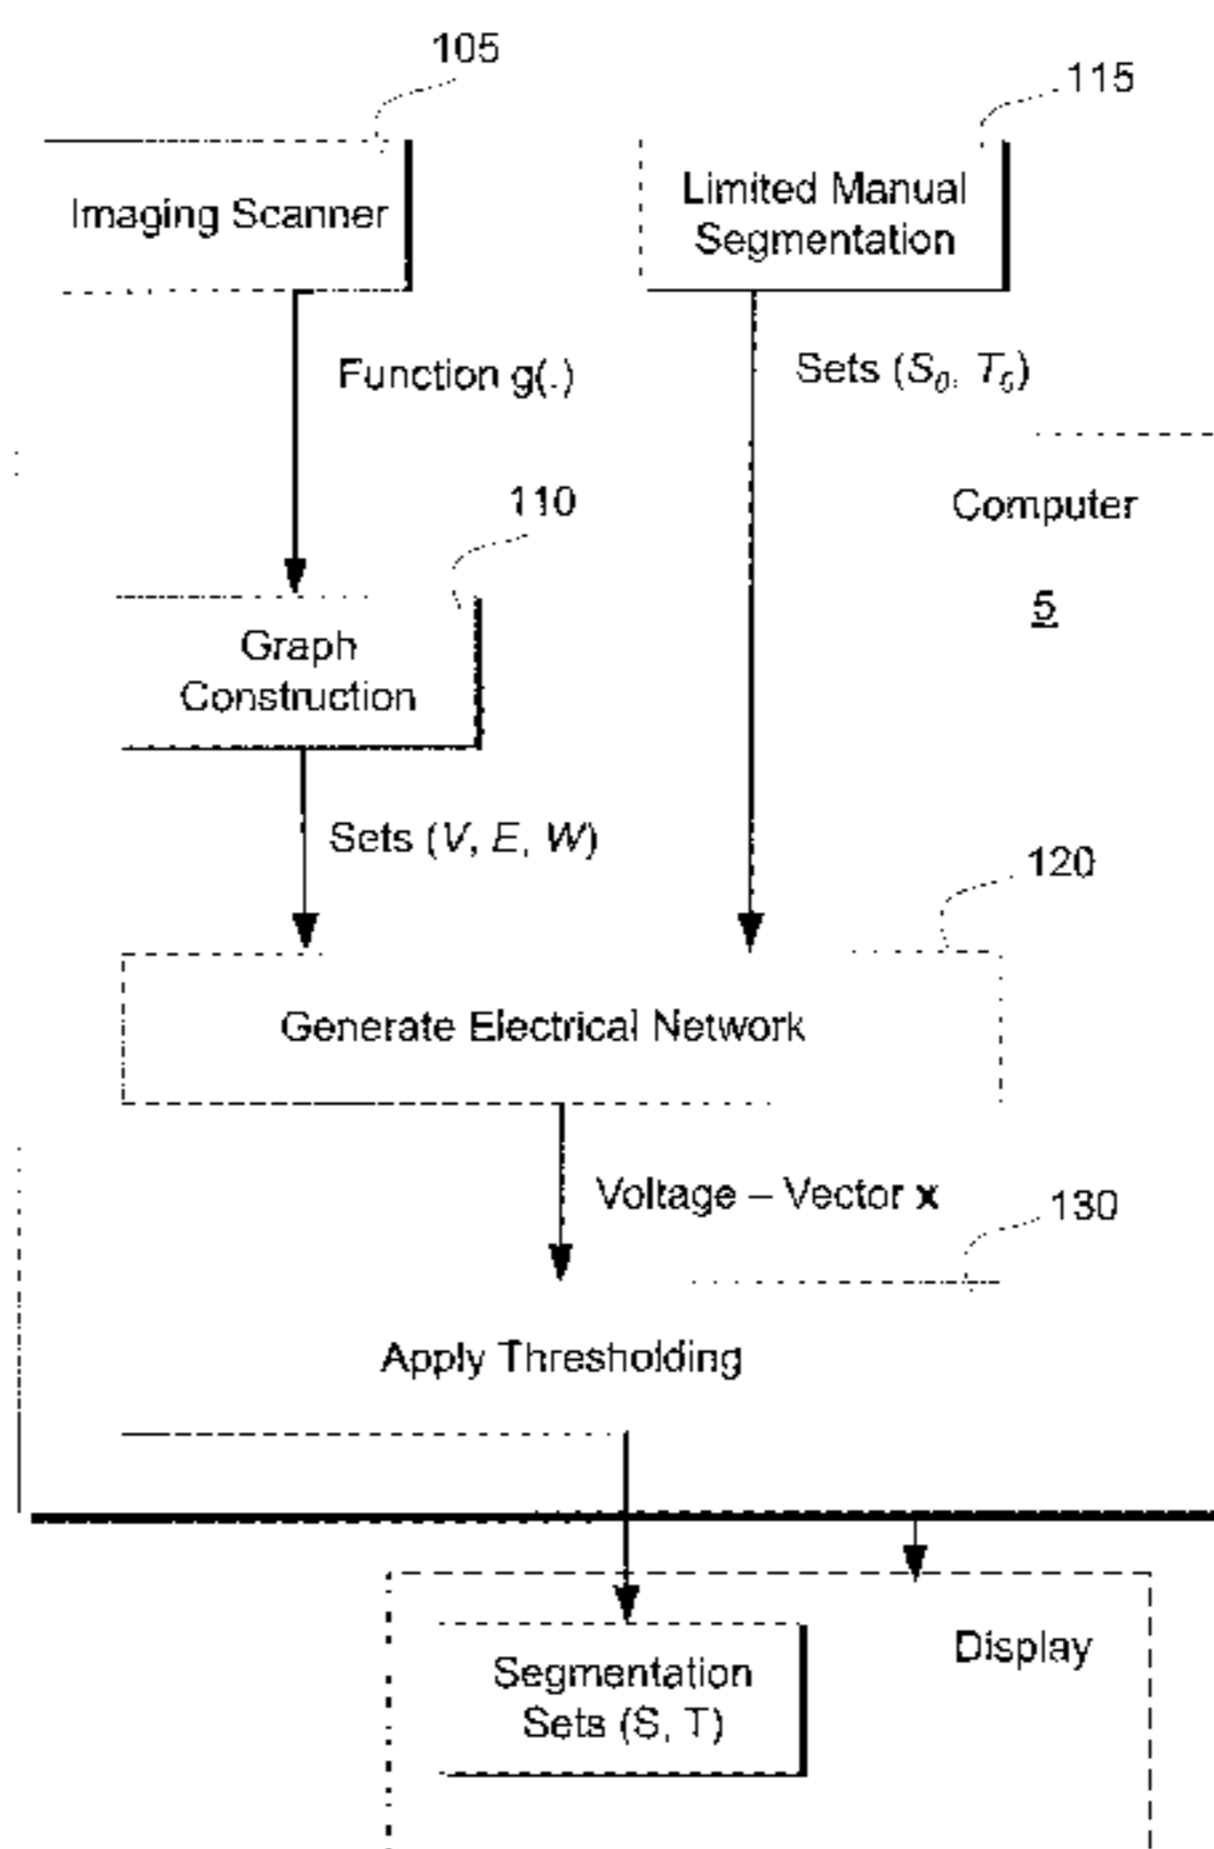 105
115
Imaging Scanner
Limited Manual
Segmentation
Function g(.)
Sets (S₀, T₀)
110
Computer
5
Graph
Construction
Sets (V, E, W)
120
Generate Electrical Network
Voltage – Vector x
130
Apply Thresholding
Display
Segmentation
Sets (S, T)